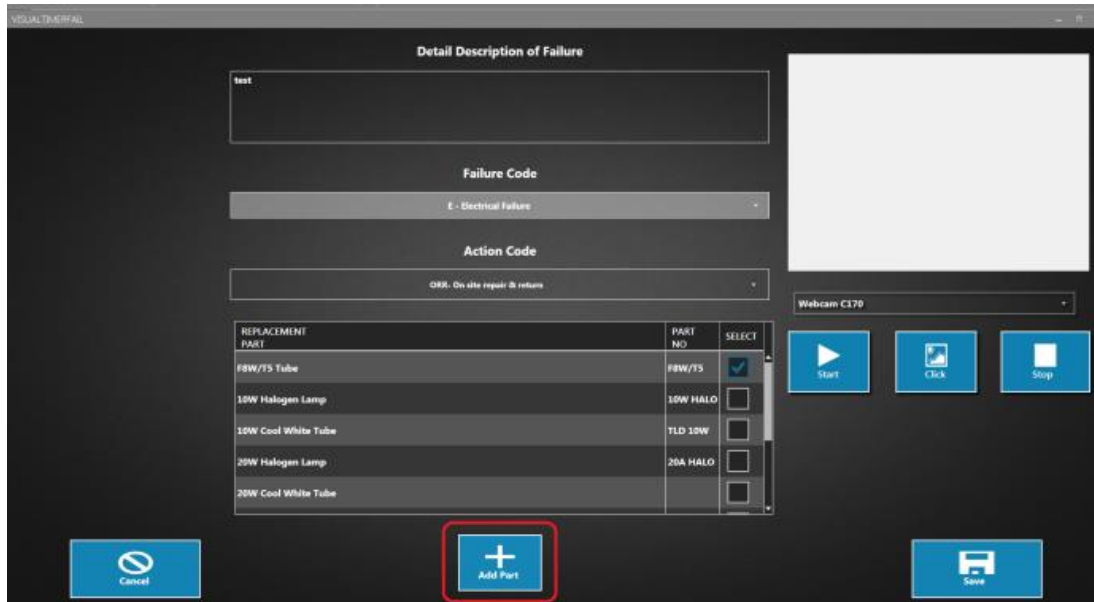 VISUALTIMERFAIL
Detail Description of Failure
test
Failure Code
E - Electrical Failure
Action Code
ORR- On site repair & return
REPLACEMENT PART PART NO SELECT
F8W/T5 Tube F8W/T5
10W Halogen Lamp 10W HALO
10W Cool White Tube TLD 10W
20W Halogen Lamp 20A HALO
20W Cool White Tube
Webcam C170
Start Click Stop
Cancel Add Part Save